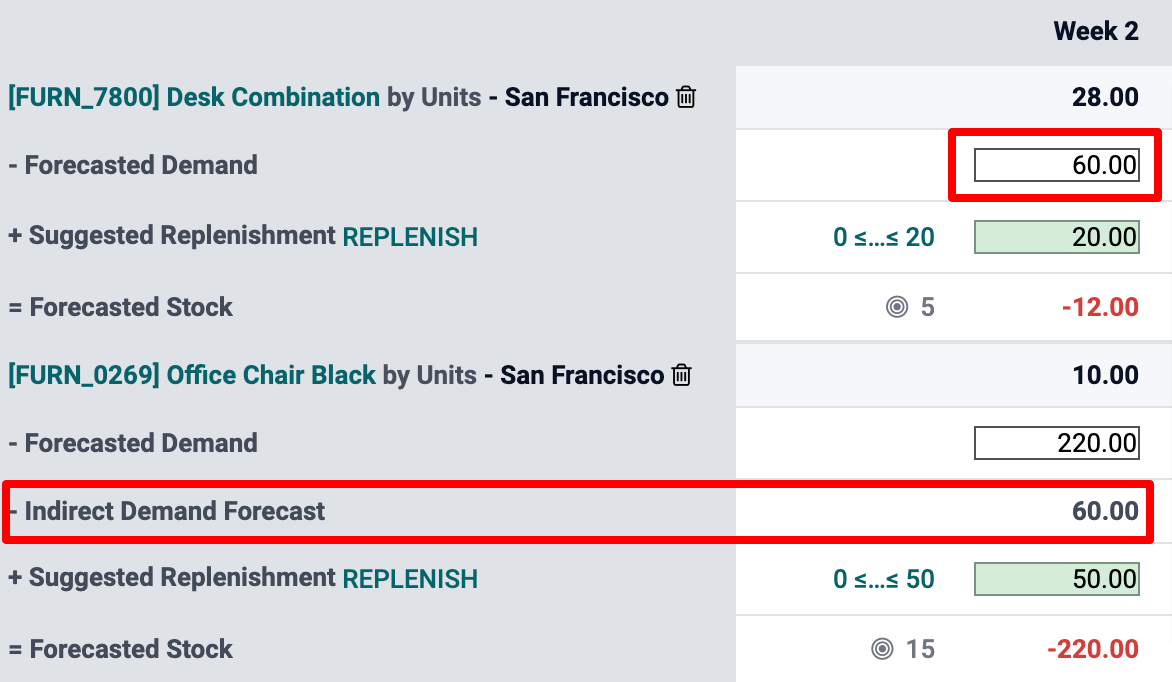 Week 2
[FURN_7800] Desk Combination by Units - San Francisco 28.00
- Forecasted Demand 60.00
+ Suggested Replenishment REPLENISH 0 ≤...≤ 20 20.00
= Forecasted Stock 5 -12.00
[FURN_0269] Office Chair Black by Units - San Francisco 10.00
- Forecasted Demand 220.00
- Indirect Demand Forecast 60.00
+ Suggested Replenishment REPLENISH 0 ≤...≤ 50 50.00
= Forecasted Stock 15 -220.00